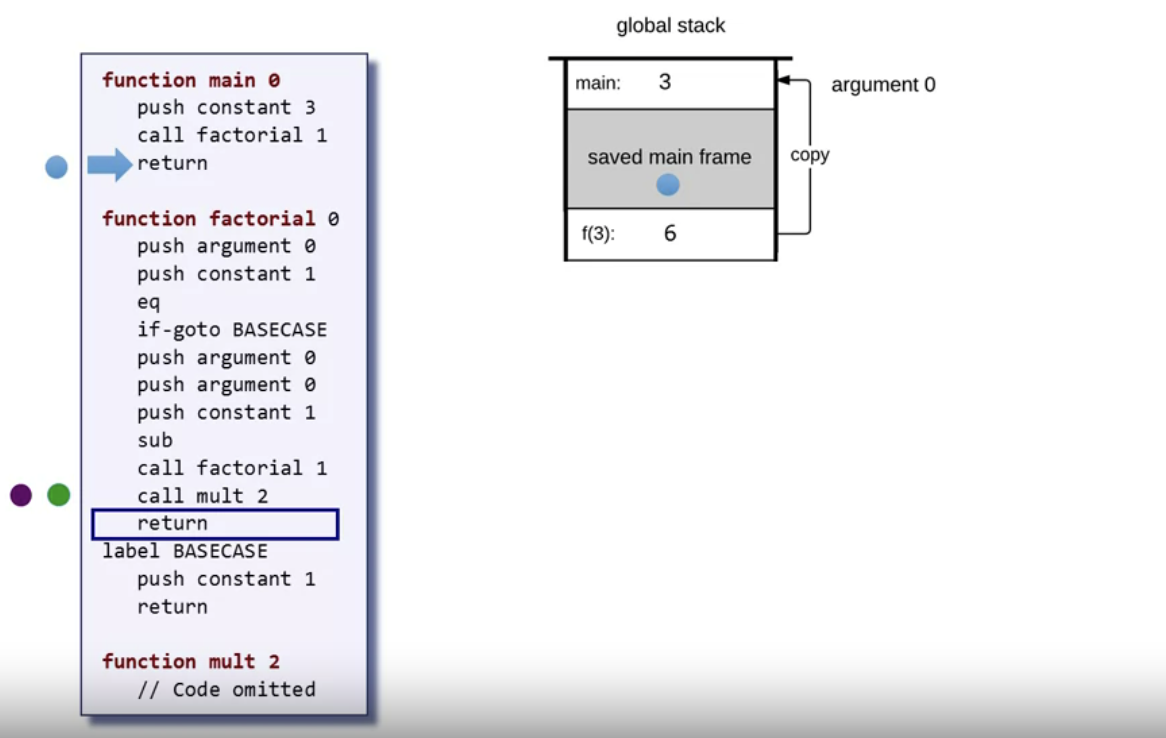 function main 0
push constant 3
call factorial 1
return
function factorial 0
push argument 0
push constant 1
eq
if-goto BASECASE
push argument 0
push argument 0
push constant 1
sub
call factorial 1
call mult 2
return
label BASECASE
push constant 1
return
function mult 2
// Code omitted
global stack
main: 3
argument 0
saved main frame
copy
f(3): 6